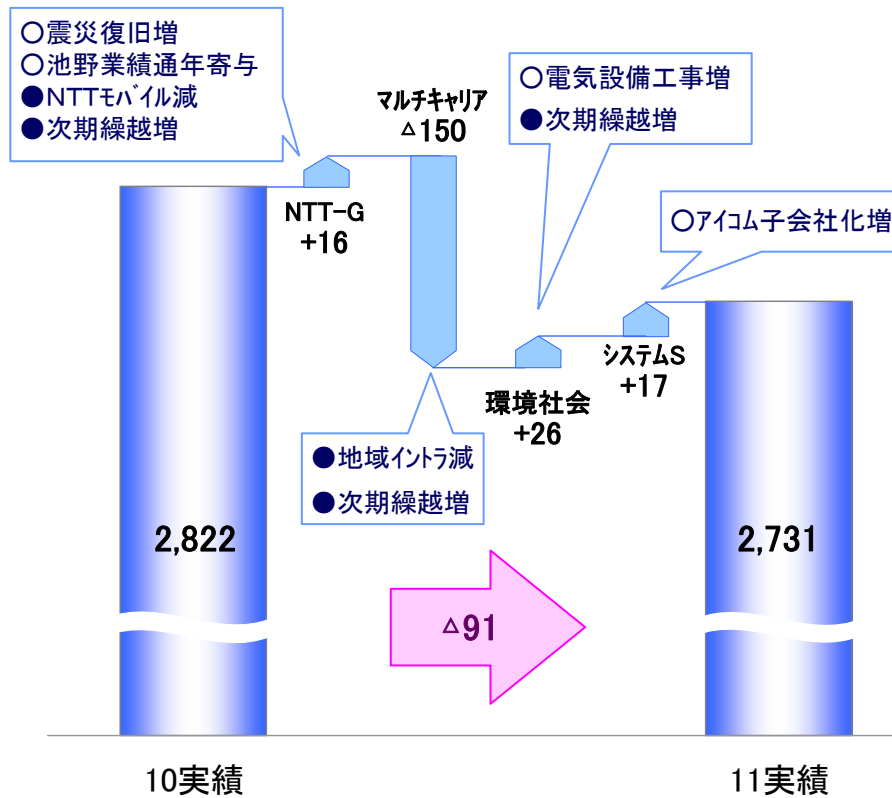 ○震災復旧増
○池野業績通年寄与
●NTTﾓﾊﾞｲﾙ減
●次期繰越増
マルチキャリア
△150
○電気設備工事増
●次期繰越増
NTT-G
+16
○ｱｲｺﾑ子会社化増
ｼｽﾃﾑS
+17
環境社会
+26
●地域ｲﾝﾄﾗ減
●次期繰越増
2,822
2,731
△91
10実績
11実績